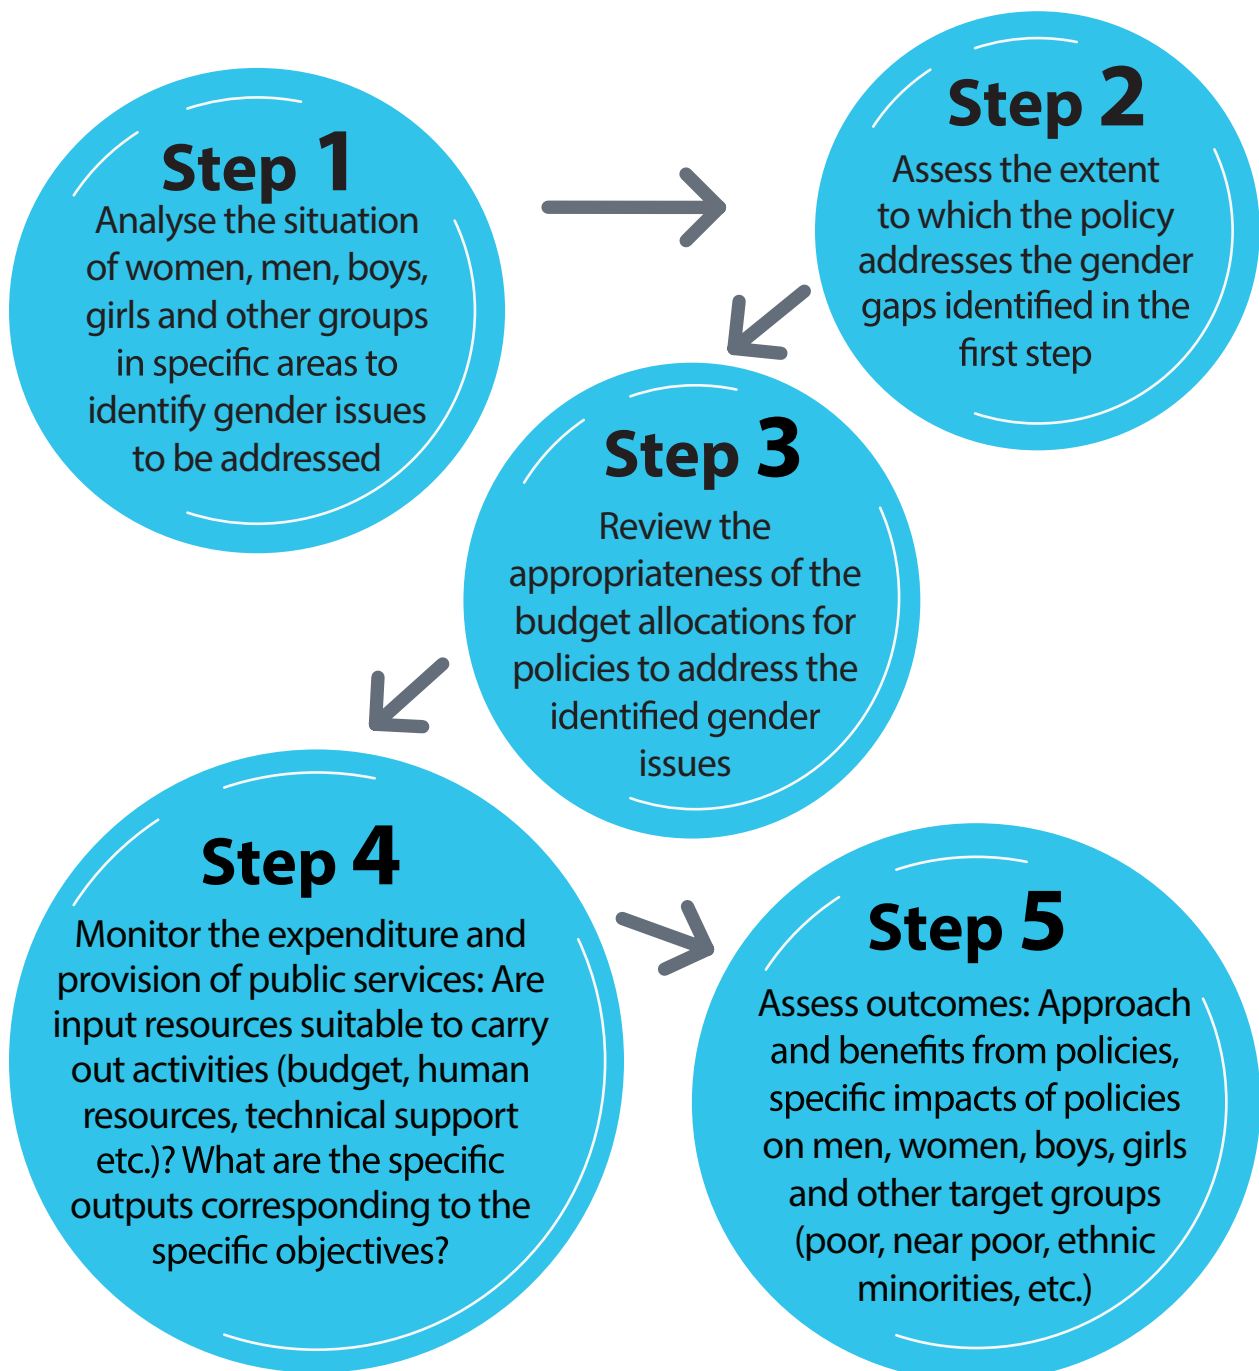 Step 1
Analyse the situation
of women, men, boys,
girls and other groups
in specific areas to
identify gender issues
to be addressed
Step 2
Assess the extent
to which the policy
addresses the gender
gaps identified in the
first step
Step 3
Review the
appropriateness of the
budget allocations for
policies to address the
identified gender
issues
Step 4
Monitor the expenditure and
provision of public services: Are
input resources suitable to carry
out activities (budget, human
resources, technical support
etc.)? What are the specific
outputs corresponding to the
specific objectives?
Step 5
Assess outcomes: Approach
and benefits from policies,
specific impacts of policies
on men, women, boys, girls
and other target groups
(poor, near poor, ethnic
minorities, etc.)